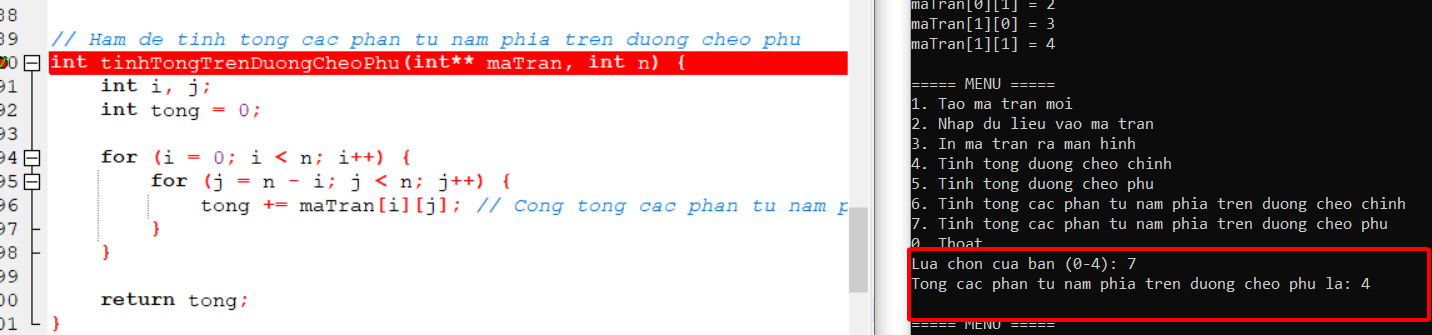 88
89
// Ham de tinh tong cac phan tu nam phia tren duong cheo phu
int tinhTongTrenDuongCheoPhu(int** maTran, int n) {
91 int i, j;
92 int tong = 0;
93
94 for (i = 0; i < n; i++) {
95 for (j = n - i; j < n; j++) {
96 tong += maTran[i][j]; // Cong tong cac phan tu nam p
97 }
98 }
99
00 return tong;
01 }
maTran[0][1] = 2
maTran[1][0] = 3
maTran[1][1] = 4
===== MENU =====
1. Tao ma tran moi
2. Nhap du lieu vao ma tran
3. In ma tran ra man hinh
4. Tinh tong duong cheo chinh
5. Tinh tong duong cheo phu
6. Tinh tong cac phan tu nam phia tren duong cheo chinh
7. Tinh tong cac phan tu nam phia tren duong cheo phu
0. Thoat
Lua chon cua ban (0-4): 7
Tong cac phan tu nam phia tren duong cheo phu la: 4
===== MENU =====